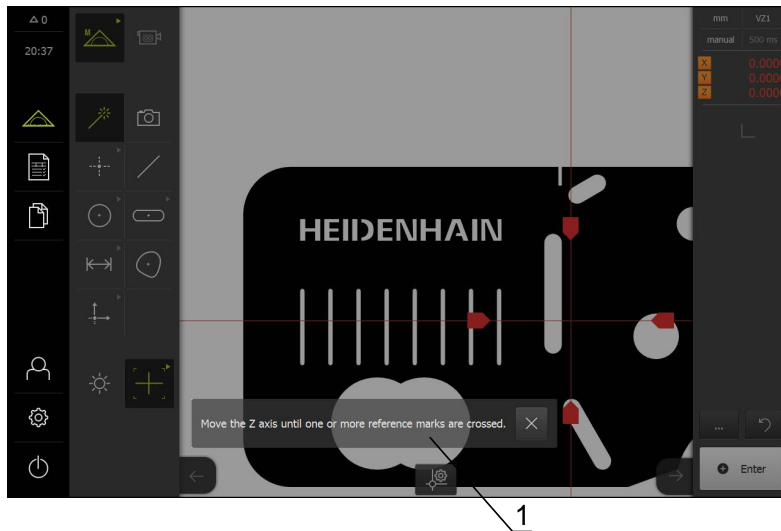 0
20:37
M
mm VZ1
manual 500 ms
X 0.000
Y 0.000
Z 0.000
HEIDENHAIN
Move the Z axis until one or more reference marks are crossed.
...
Enter
1